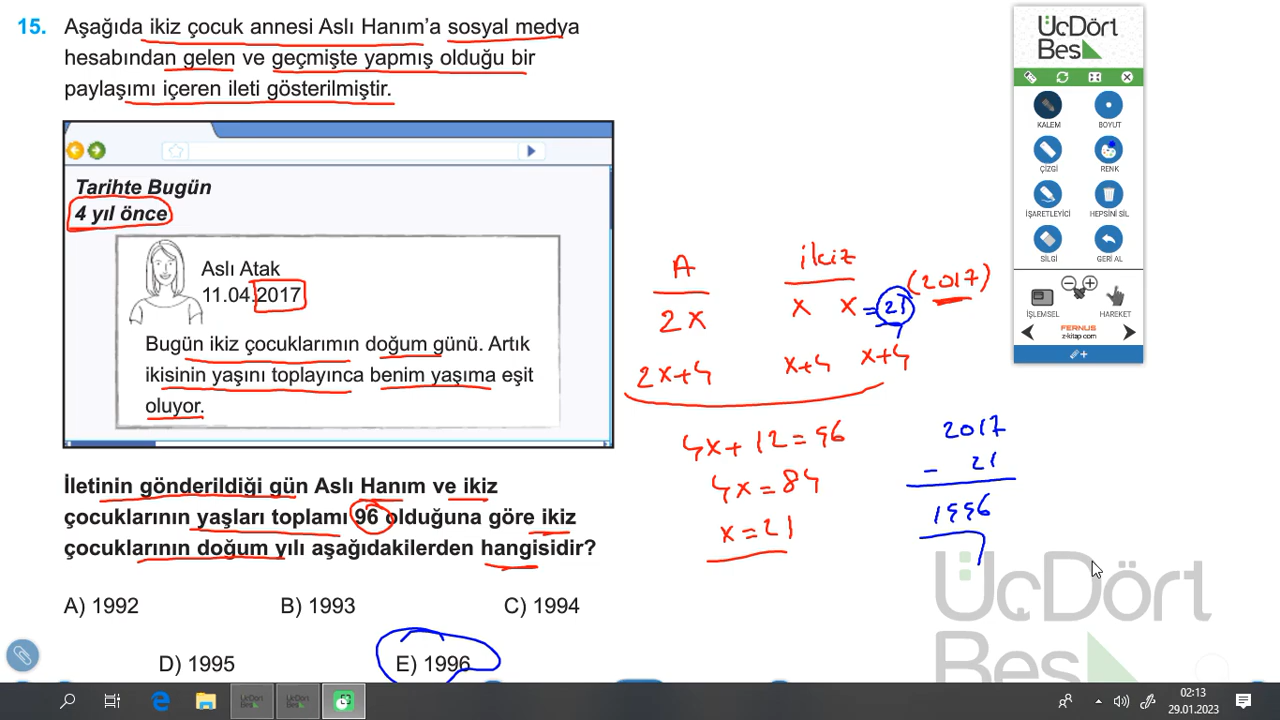 15. Aşağıda ikiz çocuk annesi Aslı Hanım'a sosyal medya
hesabından gelen ve geçmişte yapmış olduğu bir
paylaşımı içeren ileti gösterilmiştir.
Tarihte Bugün
4 yıl önce
Aslı Atak
11.04.2017
Bugün ikiz çocuklarımın doğum günü. Artık
ikisinin yaşını toplayınca benim yaşıma eşit
oluyor.
İletinin gönderildiği gün Aslı Hanım ve ikiz
çocuklarının yaşları toplamı 96 olduğuna göre ikiz
çocuklarının doğum yılı aşağıdakilerden hangisidir?
A) 1992 B) 1993 C) 1994
D) 1995 E) 1996
A ikiz
2x x x = 21 (2017)
2x+4 x+4 x+4
4x+12=96
4x=84
x=21
2017
- 21
1996
ÜçDört
Beş
KALEM BOYUT
ÇİZGİ RENK
İŞARETLEYİCİ HEPSİNİ SİL
SİLGİ GERİ AL
İŞLEMSEL HAREKET
FERNUS
z-kitap.com
ÜçDört
Beş
02:13
29.01.2023